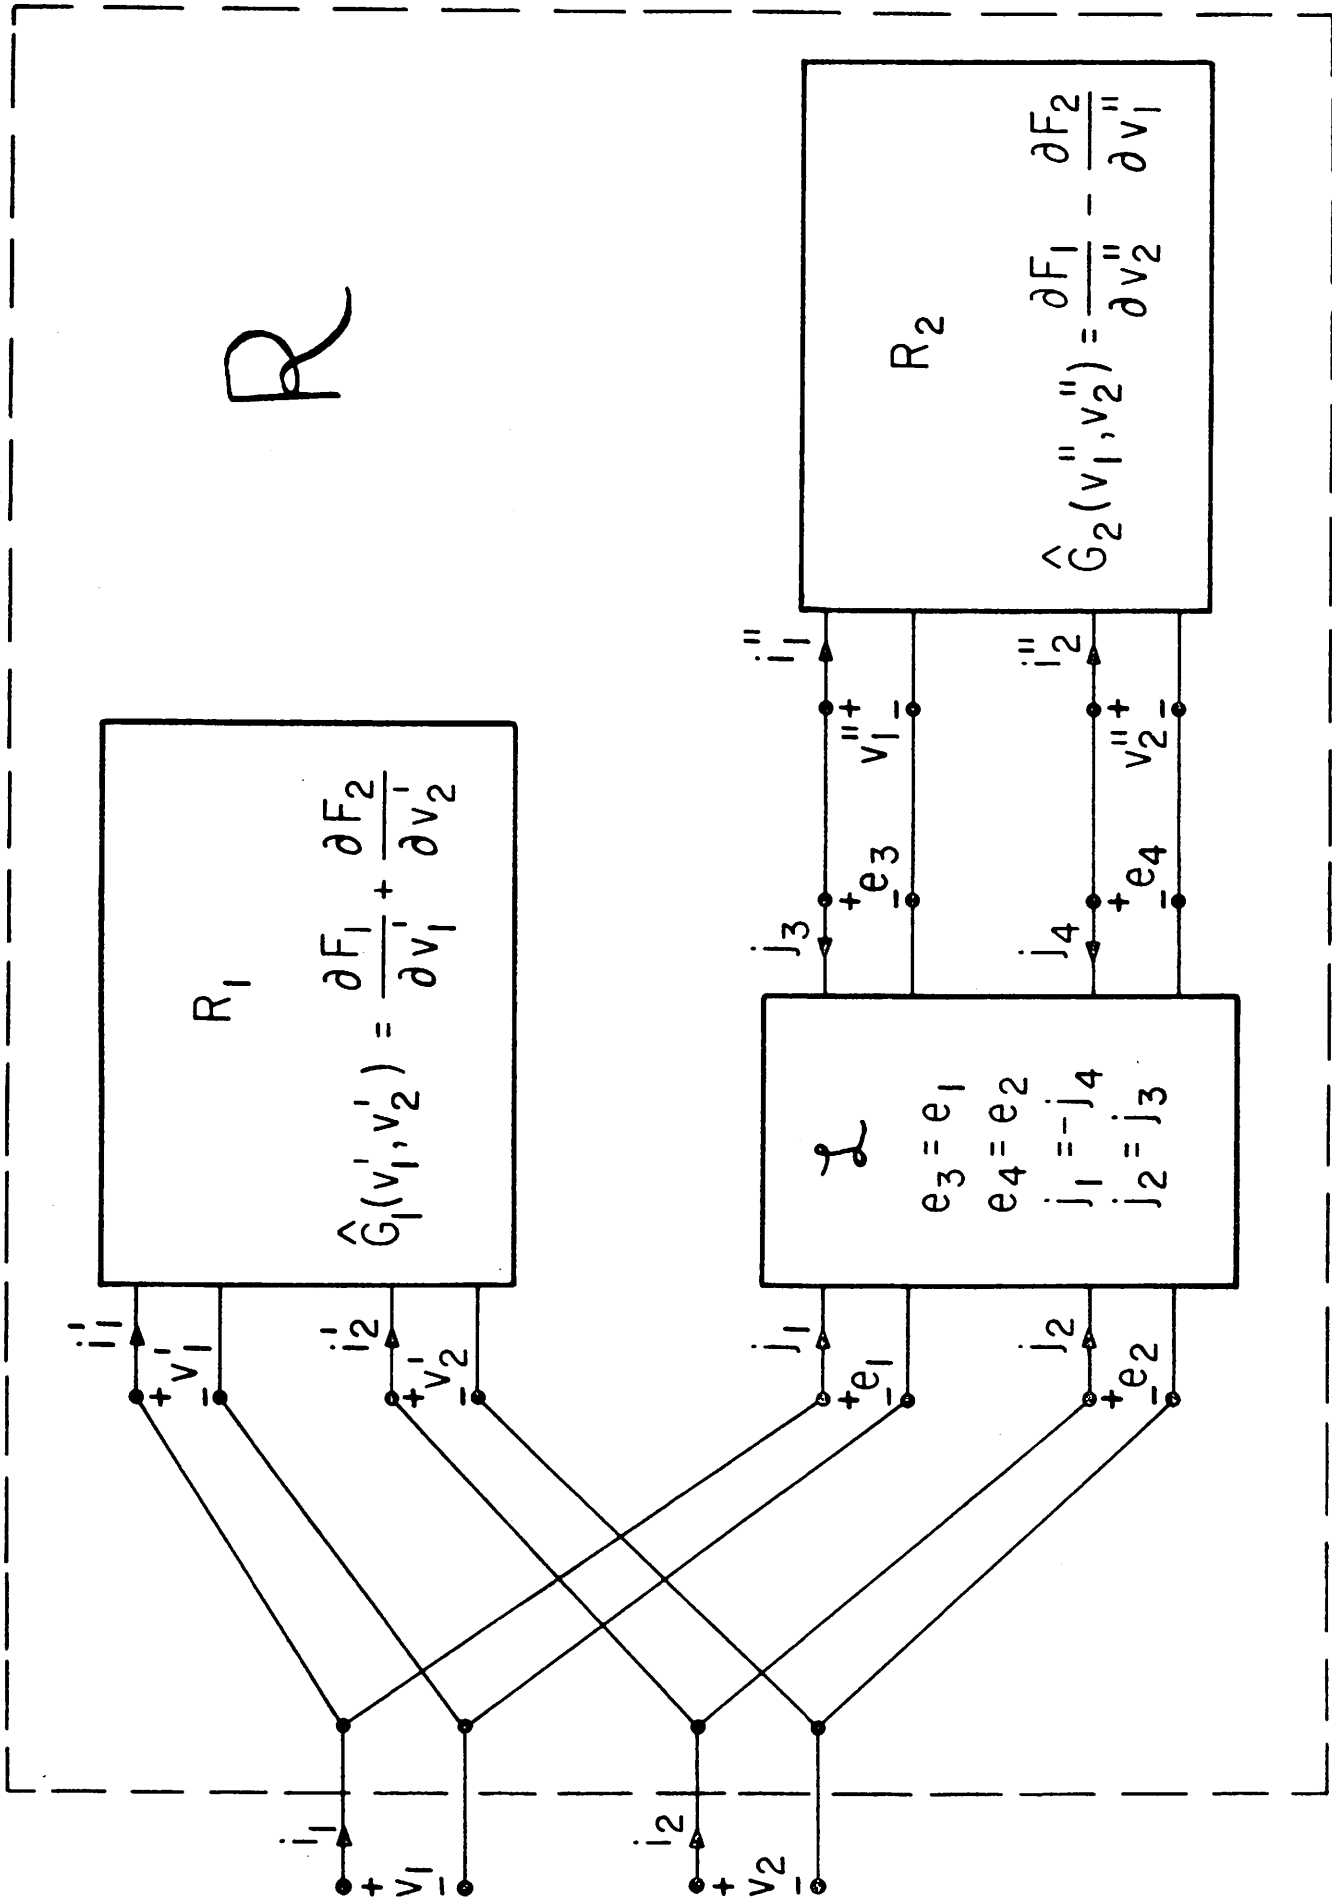 R
R₁
Ĝ₁(v₁', v₂') = ∂F₁/∂v₁' + ∂F₂/∂v₂'
i₁'
+ v₁' -
i₂'
+ v₂' -
i₁
+ v₁ -
i₂
+ v₂ -
j₁
+ e₁ -
j₂
+ e₂ -
ℒ
e₃ = e₁
e₄ = e₂
j₁ = -j₄
j₂ = j₃
j₃
+ e₃ -
j₄
+ e₄ -
i₁''
+ v₁'' -
i₂''
+ v₂'' -
R₂
Ĝ₂(v₁'', v₂'') = ∂F₁/∂v₂'' - ∂F₂/∂v₁''